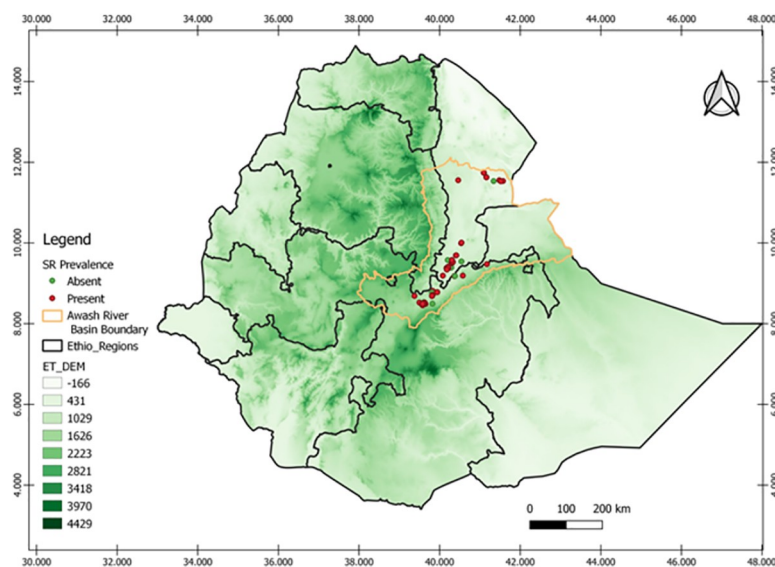 30.000 32.000 34.000 36.000 38.000 40.000 42.000 44.000 46.000 48.000
14.000 14.000
12.000 12.000
10.000 10.000
8.000 8.000
6.000 6.000
4.000 4.000
Legend
SR Prevalence
Absent
Present
Awash River
Basin Boundary
Ethio_Regions
ET_DEM
-166
431
1029
1626
2223
2821
3418
3970
4429
0 100 200 km
30.000 32.000 34.000 36.000 38.000 40.000 42.000 44.000 46.000 48.000